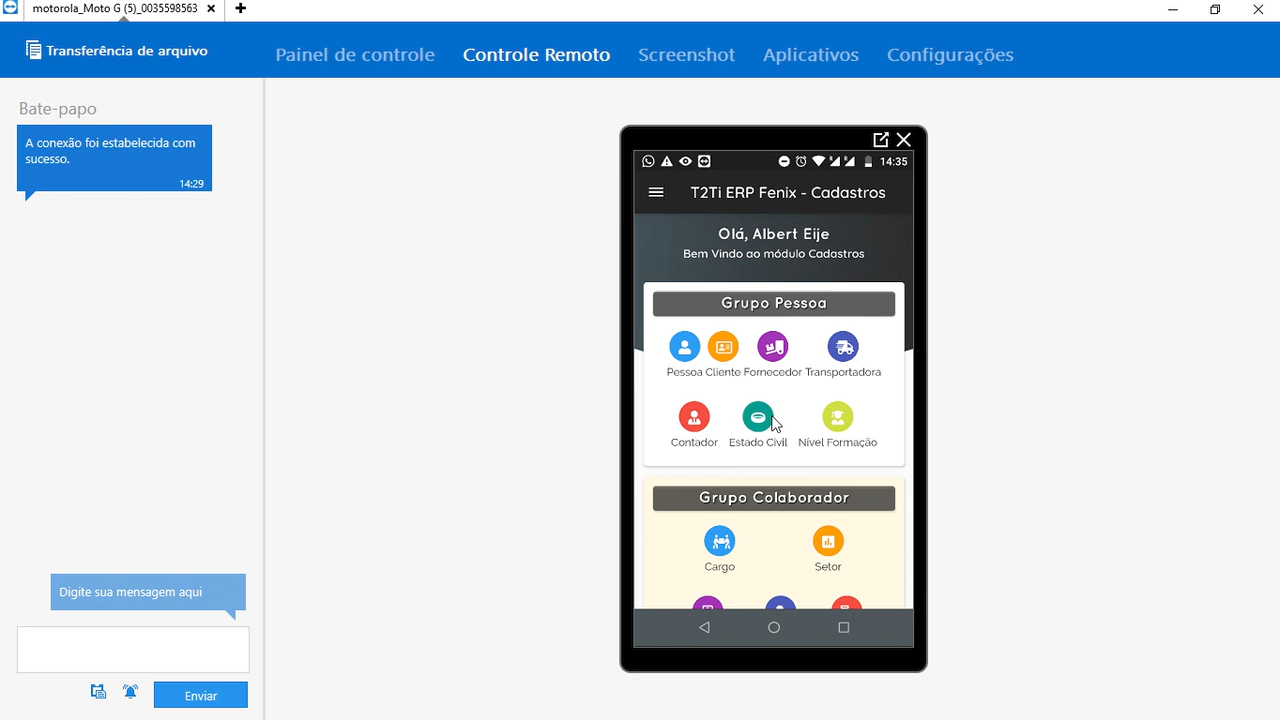 motorola_Moto G (5)_0035598563
Transferência de arquivo
Painel de controle
Controle Remoto
Screenshot
Aplicativos
Configurações
Bate-papo
A conexão foi estabelecida com
sucesso.
14:29
Digite sua mensagem aqui
Enviar
14:35
T2Ti ERP Fenix - Cadastros
Olá, Albert Eije
Bem Vindo ao módulo Cadastros
Grupo Pessoa
Pessoa Cliente Fornecedor Transportadora
Contador Estado Civil Nível Formação
Grupo Colaborador
Cargo Setor